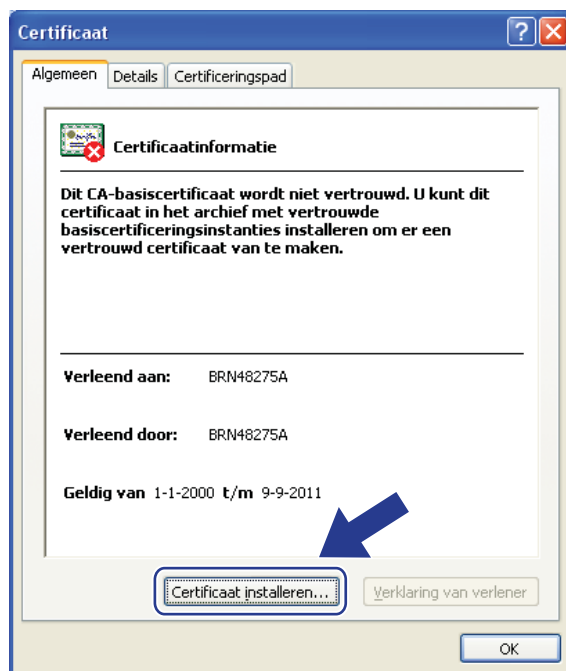 Certificaat
Algemeen Details Certificeringspad
Certificaatinformatie
Dit CA-basiscertificaat wordt niet vertrouwd. U kunt dit
certificaat in het archief met vertrouwde
basiscertificeringsinstanties installeren om er een
vertrouwd certificaat van te maken.
Verleend aan: BRN48275A
Verleend door: BRN48275A
Geldig van 1-1-2000 t/m 9-9-2011
Certificaat installeren... Verklaring van verlener
OK